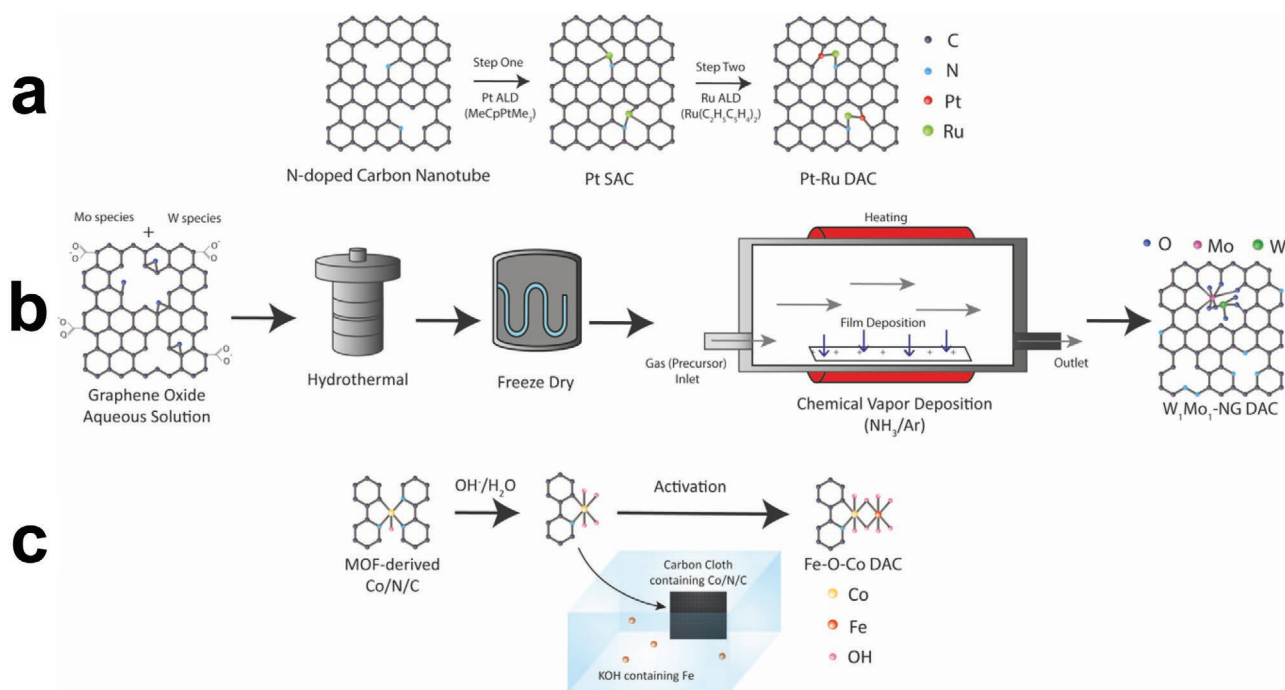 a
Step One
Pt ALD
(MeCpPtMe₃)
Step Two
Ru ALD
(Ru(C₂H₅C₅H₄)₂)
C
N
Pt
Ru
N-doped Carbon Nanotube
Pt SAC
Pt-Ru DAC
b
Mo species
+
W species
O⁻
O
⁻O
O
⁻O
O
O⁻
O
Graphene Oxide
Aqueous Solution
Hydrothermal
Freeze Dry
Heating
Film Deposition
+ + + + +
Gas (Precursor)
Inlet
Outlet
Chemical Vapor Deposition
(NH₃/Ar)
O
Mo
W
W₁Mo₁-NG DAC
c
OH⁻/H₂O
Activation
MOF-derived
Co/N/C
Carbon Cloth
containing Co/N/C
KOH containing Fe
Fe-O-Co DAC
Co
Fe
OH